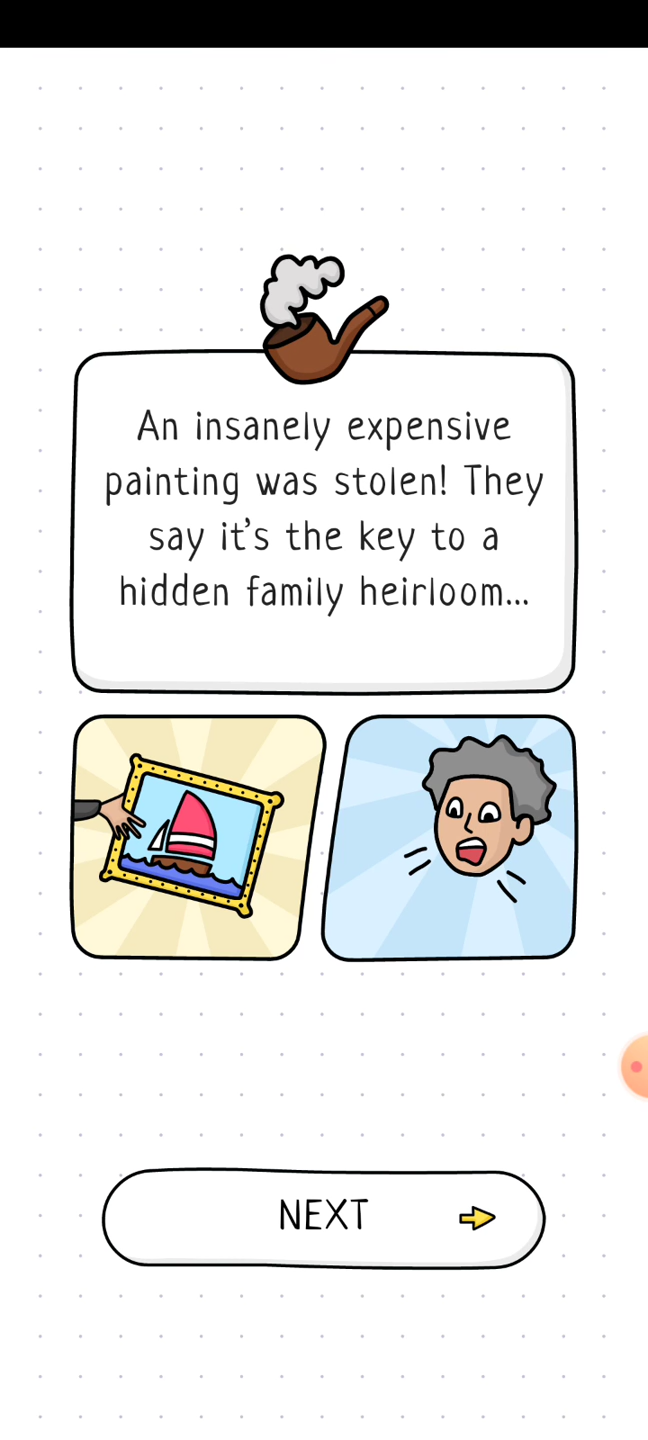 An insanely expensive
painting was stolen! They
say it's the key to a
hidden family heirloom...
NEXT